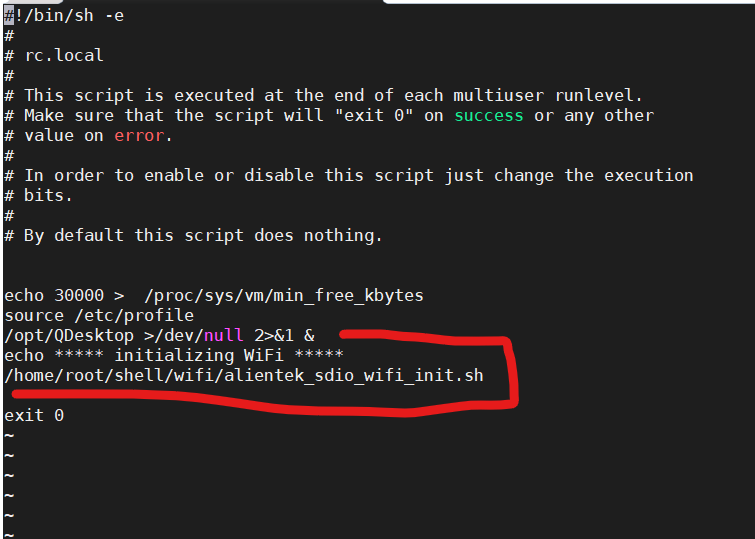 #!/bin/sh -e
#
# rc.local
#
# This script is executed at the end of each multiuser runlevel.
# Make sure that the script will "exit 0" on success or any other
# value on error.
#
# In order to enable or disable this script just change the execution
# bits.
#
# By default this script does nothing.
echo 30000 >  /proc/sys/vm/min_free_kbytes
source /etc/profile
/opt/QDesktop >/dev/null 2>&1 &
echo ***** initializing WiFi *****
/home/root/shell/wifi/alientek_sdio_wifi_init.sh
exit 0
~
~
~
~
~
~